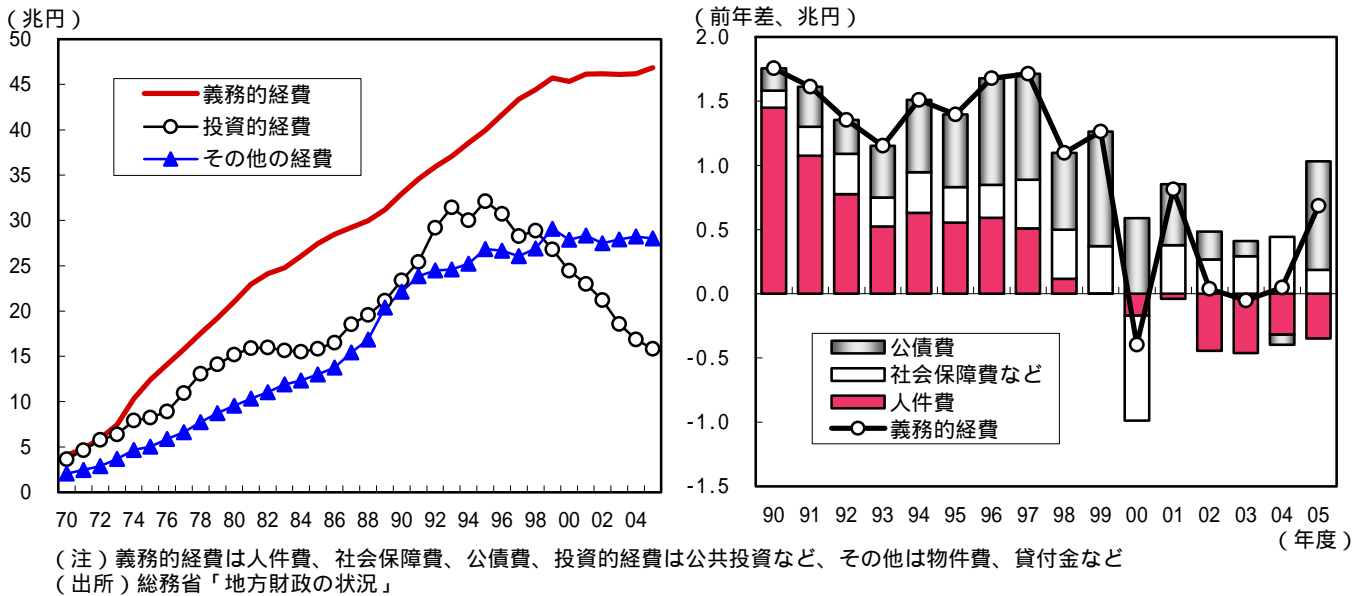 （兆円）
50
45
40
35
30
25
20
15
10
5
0
義務的経費
投資的経費
その他の経費
70 72 74 76 78 80 82 84 86 88 90 92 94 96 98 00 02 04
（前年差、兆円）
2.0
1.5
1.0
0.5
0.0
-0.5
-1.0
-1.5
公債費
社会保障費など
人件費
義務的経費
90 91 92 93 94 95 96 97 98 99 00 01 02 03 04 05
（年度）
（注）義務的経費は人件費、社会保障費、公債費、投資的経費は公共投資など、その他は物件費、貸付金など
（出所）総務省「地方財政の状況」